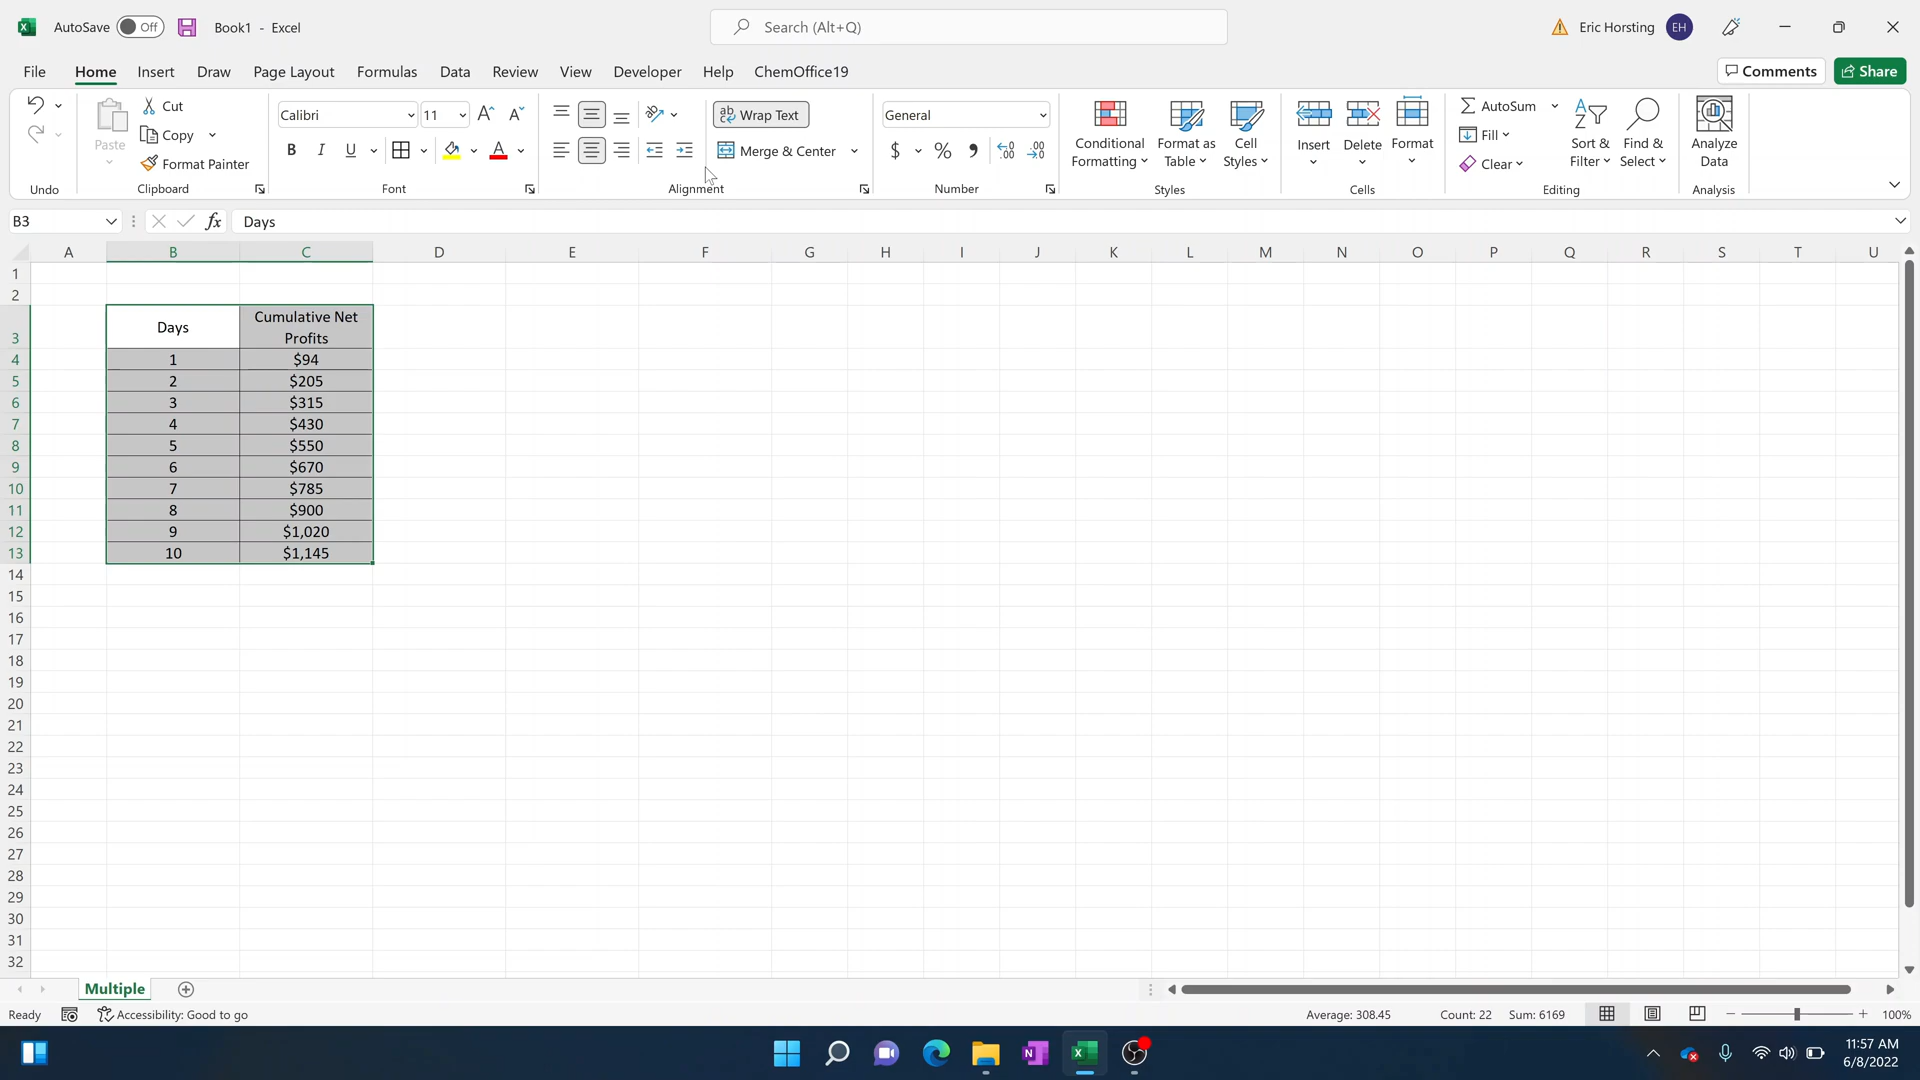 AutoSave Off Book1 - Excel Search (Alt+Q) Eric Horsting EH
File Home Insert Draw Page Layout Formulas Data Review View Developer Help ChemOffice19 Comments Share
Undo
Paste
Cut
Copy
Format Painter
Clipboard
Calibri 11
B I U A
Font
ab Wrap Text
Merge & Center
Alignment
General
$ % 9 .00 .00
Number
Conditional Formatting
Format as Table
Cell Styles
Styles
Insert Delete Format
Cells
AutoSum
Fill
Clear
Sort & Filter
Find & Select
Editing
Analyze Data
Analysis
B3 fx Days
A B C D E F G H I J K L M N O P Q R S T U
1
2
3 Days Cumulative Net
Profits
4 1 $94
5 2 $205
6 3 $315
7 4 $430
8 5 $550
9 6 $670
10 7 $785
11 8 $900
12 9 $1,020
13 10 $1,145
14
15
16
17
18
19
20
21
22
23
24
25
26
27
28
29
30
31
32
Multiple
Ready Accessibility: Good to go Average: 308.45 Count: 22 Sum: 6169 100%
11:57 AM
6/8/2022